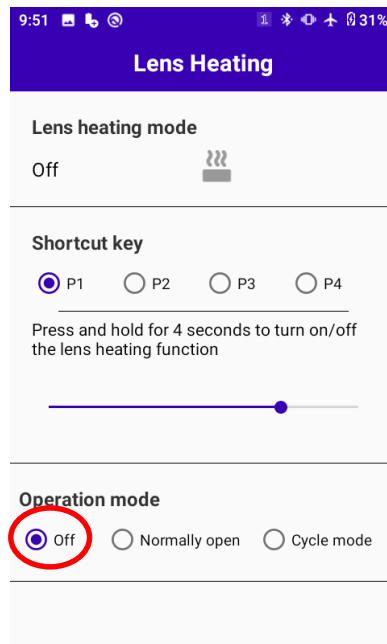 9:51 1 31%
Lens Heating
Lens heating mode
Off
Shortcut key
P1 P2 P3 P4
Press and hold for 4 seconds to turn on/off
the lens heating function
Operation mode
Off Normally open Cycle mode